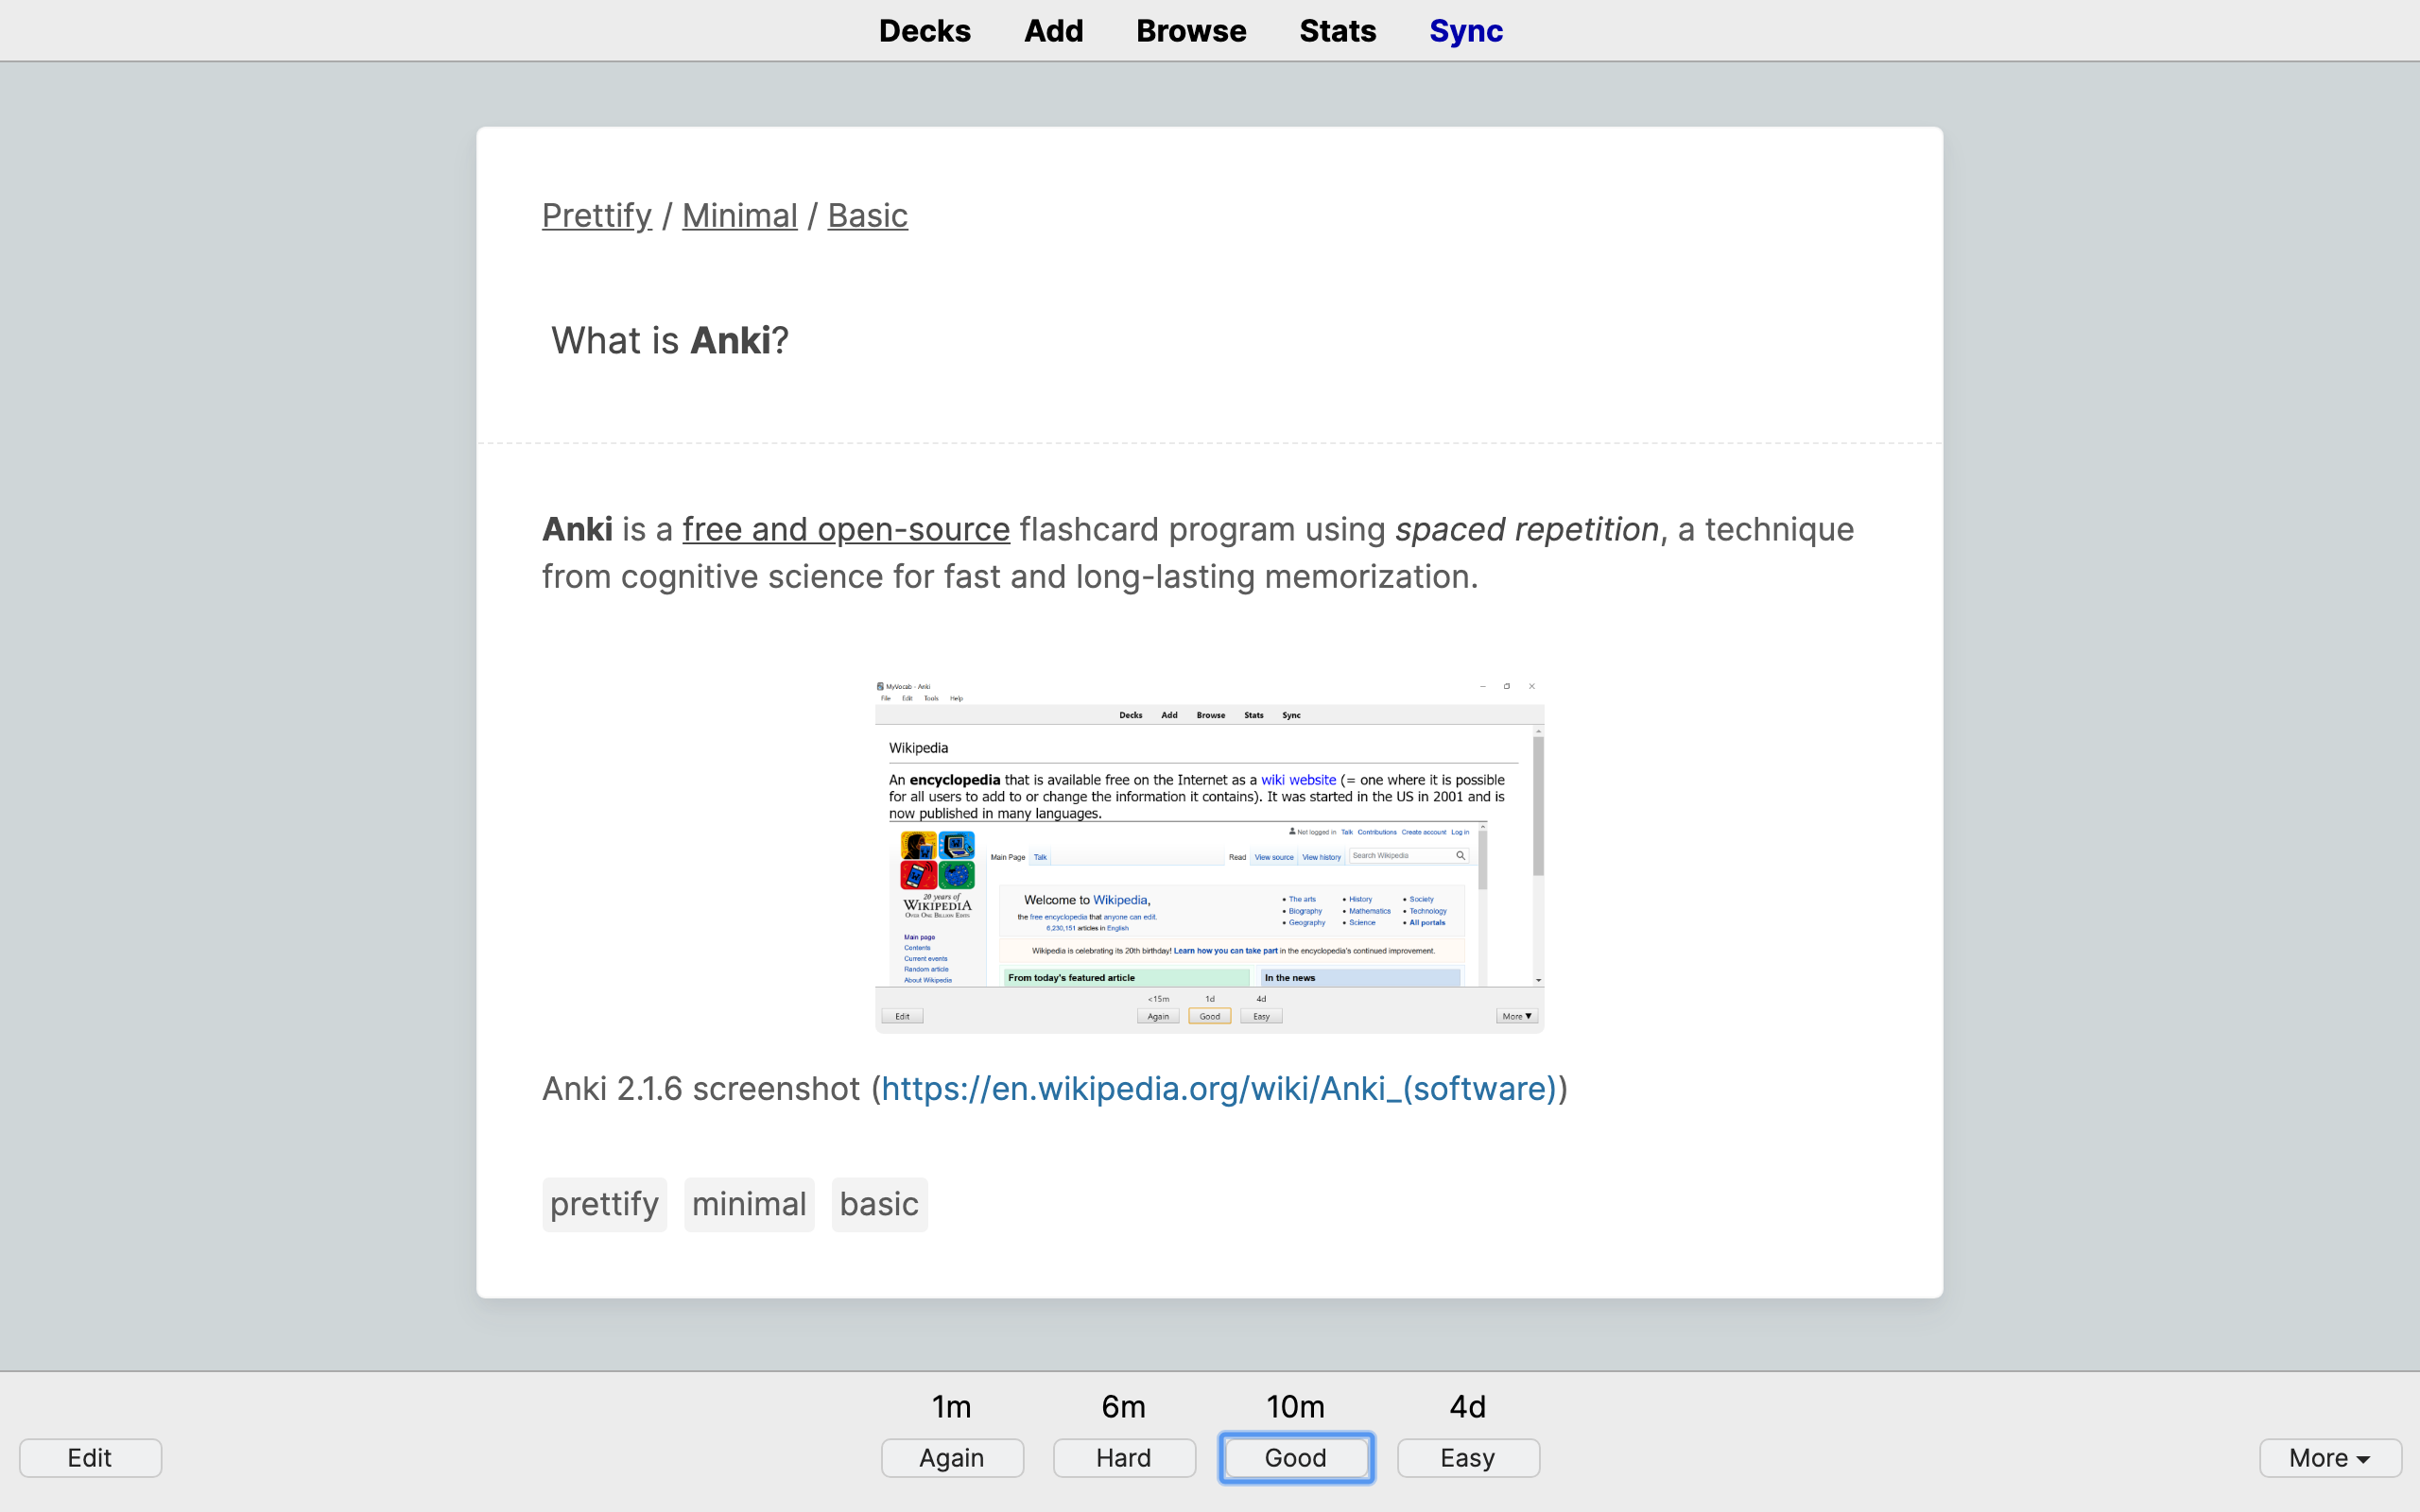 Decks Add Browse Stats Sync
Prettify / Minimal / Basic
What is Anki?
Anki is a free and open-source flashcard program using spaced repetition, a technique
from cognitive science for fast and long-lasting memorization.
MyVocab - Anki
File Edit Tools Help
Decks Add Browse Stats Sync
Wikipedia
An encyclopedia that is available free on the Internet as a wiki website (= one where it is possible
for all users to add to or change the information it contains). It was started in the US in 2001 and is
now published in many languages.
Not logged in Talk Contributions Create account Log in
Main Page Talk Read View source View history Search Wikipedia
20 years of
WIKIPEDIA
OVER ONE BILLION EDITS
Main page
Contents
Current events
Random article
About Wikipedia
Welcome to Wikipedia,
the free encyclopedia that anyone can edit.
6,230,151 articles in English
• The arts • History • Society
• Biography • Mathematics • Technology
• Geography • Science • All portals
Wikipedia is celebrating its 20th birthday! Learn how you can take part in the encyclopedia's continued improvement.
From today's featured article In the news
<15m 1d 4d
Edit Again Good Easy More ▼
Anki 2.1.6 screenshot (https://en.wikipedia.org/wiki/Anki_(software))
prettify minimal basic
1m 6m 10m 4d
Edit Again Hard Good Easy More ▾